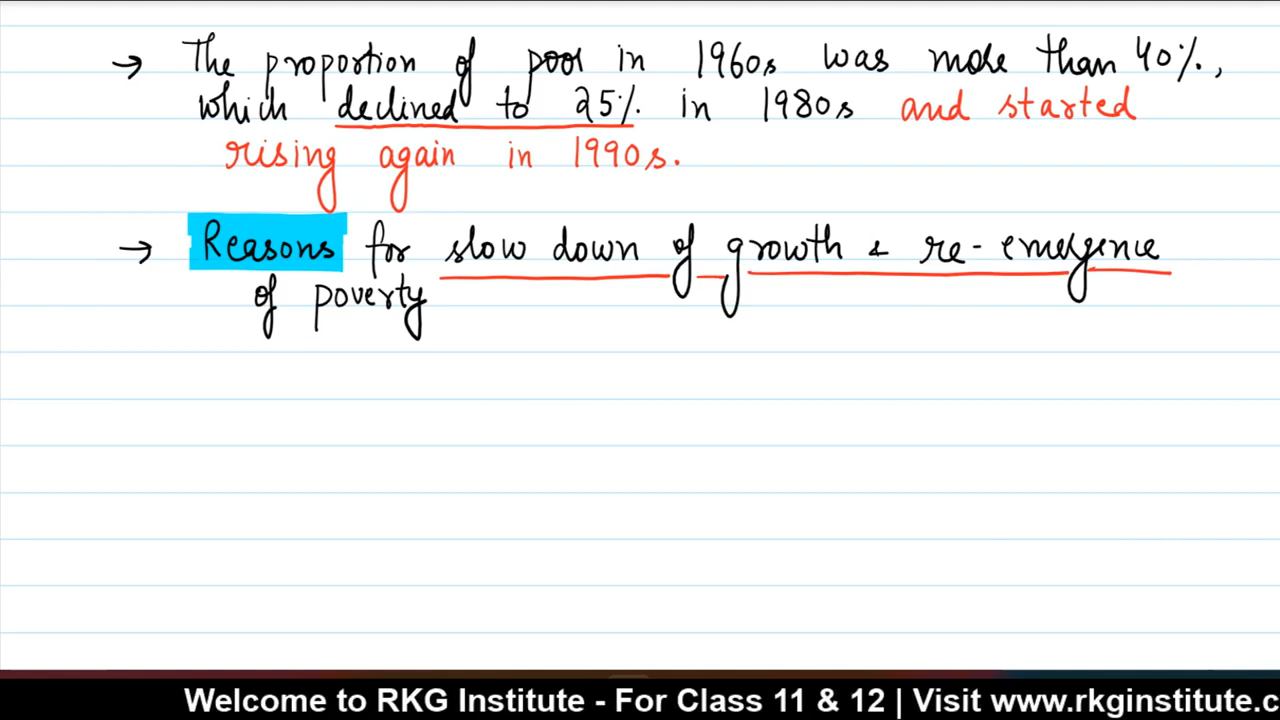 → The proportion of poor in 1960s was more than 40%,
which declined to 25% in 1980s and started
rising again in 1990s.
→ Reasons for slow down of growth & re-emergence
of poverty
Welcome to RKG Institute - For Class 11 & 12 | Visit www.rkginstitute.c